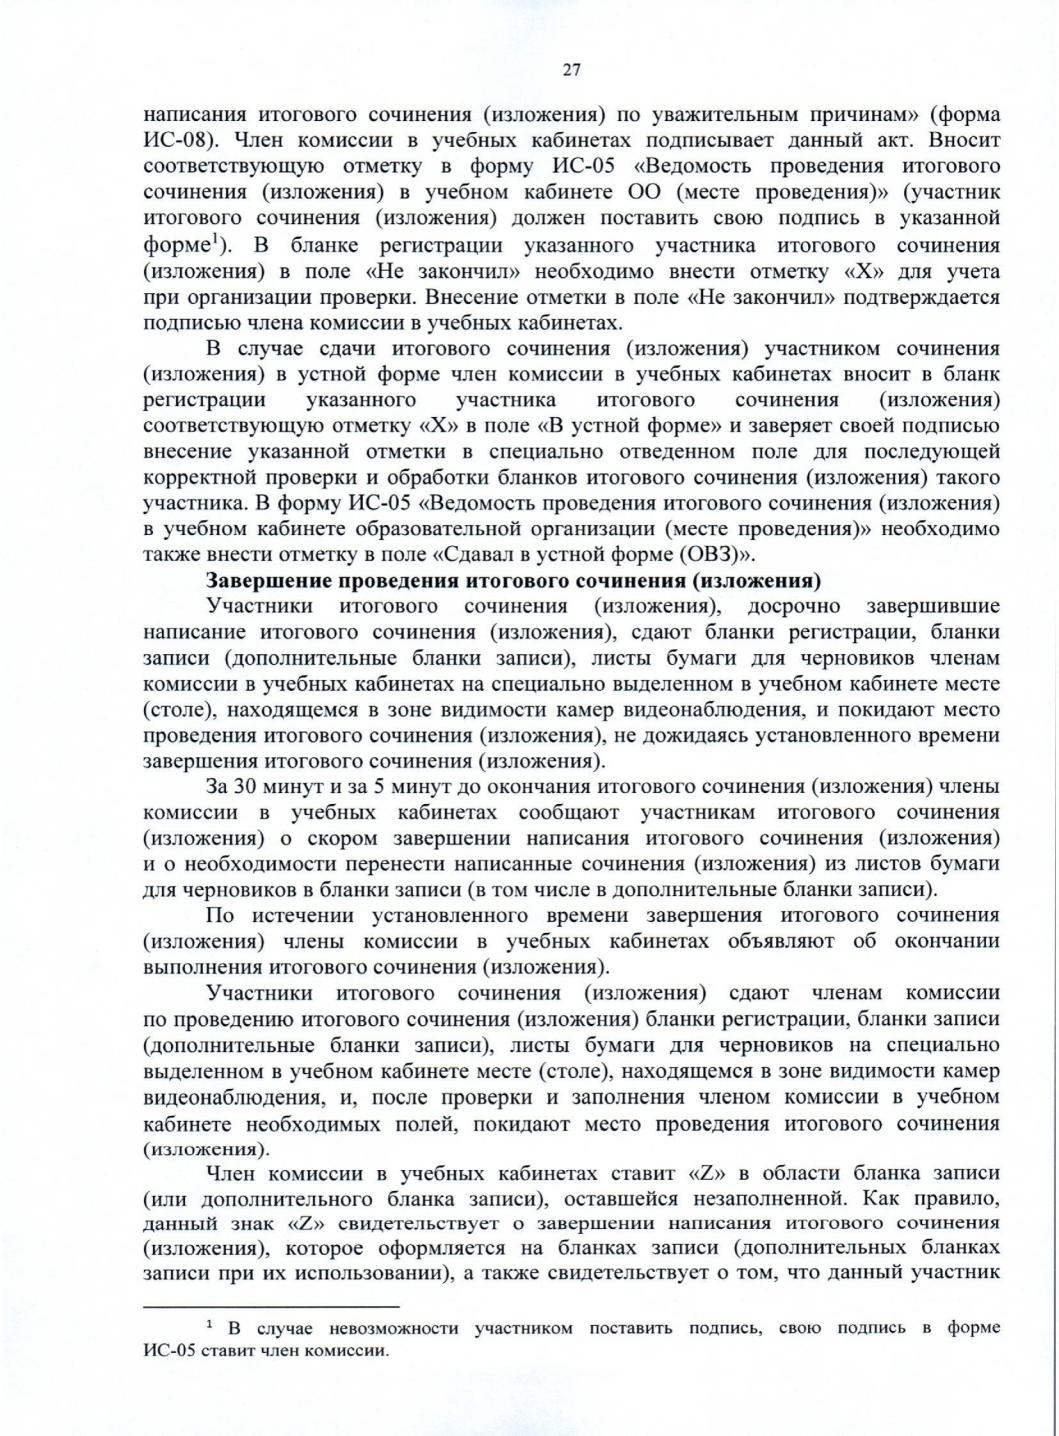 27
написания итогового сочинения (изложения) по уважительным причинам» (форма
ИС-08). Член комиссии в учебных кабинетах подписывает данный акт. Вносит
соответствующую отметку в форму ИС-05 «Ведомость проведения итогового
сочинения (изложения) в учебном кабинете ОО (месте проведения)» (участник
итогового сочинения (изложения) должен поставить свою подпись в указанной
форме¹). В бланке регистрации указанного участника итогового сочинения
(изложения) в поле «Не закончил» необходимо внести отметку «Х» для учета
при организации проверки. Внесение отметки в поле «Не закончил» подтверждается
подписью члена комиссии в учебных кабинетах.
В случае сдачи итогового сочинения (изложения) участником сочинения
(изложения) в устной форме член комиссии в учебных кабинетах вносит в бланк
регистрации указанного участника итогового сочинения (изложения)
соответствующую отметку «Х» в поле «В устной форме» и заверяет своей подписью
внесение указанной отметки в специально отведенном поле для последующей
корректной проверки и обработки бланков итогового сочинения (изложения) такого
участника. В форму ИС-05 «Ведомость проведения итогового сочинения (изложения)
в учебном кабинете образовательной организации (месте проведения)» необходимо
также внести отметку в поле «Сдавал в устной форме (ОВЗ)».
Завершение проведения итогового сочинения (изложения)
Участники итогового сочинения (изложения), досрочно завершившие
написание итогового сочинения (изложения), сдают бланки регистрации, бланки
записи (дополнительные бланки записи), листы бумаги для черновиков членам
комиссии в учебных кабинетах на специально выделенном в учебном кабинете месте
(столе), находящемся в зоне видимости камер видеонаблюдения, и покидают место
проведения итогового сочинения (изложения), не дожидаясь установленного времени
завершения итогового сочинения (изложения).
За 30 минут и за 5 минут до окончания итогового сочинения (изложения) члены
комиссии в учебных кабинетах сообщают участникам итогового сочинения
(изложения) о скором завершении написания итогового сочинения (изложения)
и о необходимости перенести написанные сочинения (изложения) из листов бумаги
для черновиков в бланки записи (в том числе в дополнительные бланки записи).
По истечении установленного времени завершения итогового сочинения
(изложения) члены комиссии в учебных кабинетах объявляют об окончании
выполнения итогового сочинения (изложения).
Участники итогового сочинения (изложения) сдают членам комиссии
по проведению итогового сочинения (изложения) бланки регистрации, бланки записи
(дополнительные бланки записи), листы бумаги для черновиков на специально
выделенном в учебном кабинете месте (столе), находящемся в зоне видимости камер
видеонаблюдения, и, после проверки и заполнения членом комиссии в учебном
кабинете необходимых полей, покидают место проведения итогового сочинения
(изложения).
Член комиссии в учебных кабинетах ставит «Z» в области бланка записи
(или дополнительного бланка записи), оставшейся незаполненной. Как правило,
данный знак «Z» свидетельствует о завершении написания итогового сочинения
(изложения), которое оформляется на бланках записи (дополнительных бланках
записи при их использовании), а также свидетельствует о том, что данный участник
¹ В случае невозможности участником поставить подпись, свою подпись в форме
ИС-05 ставит член комиссии.